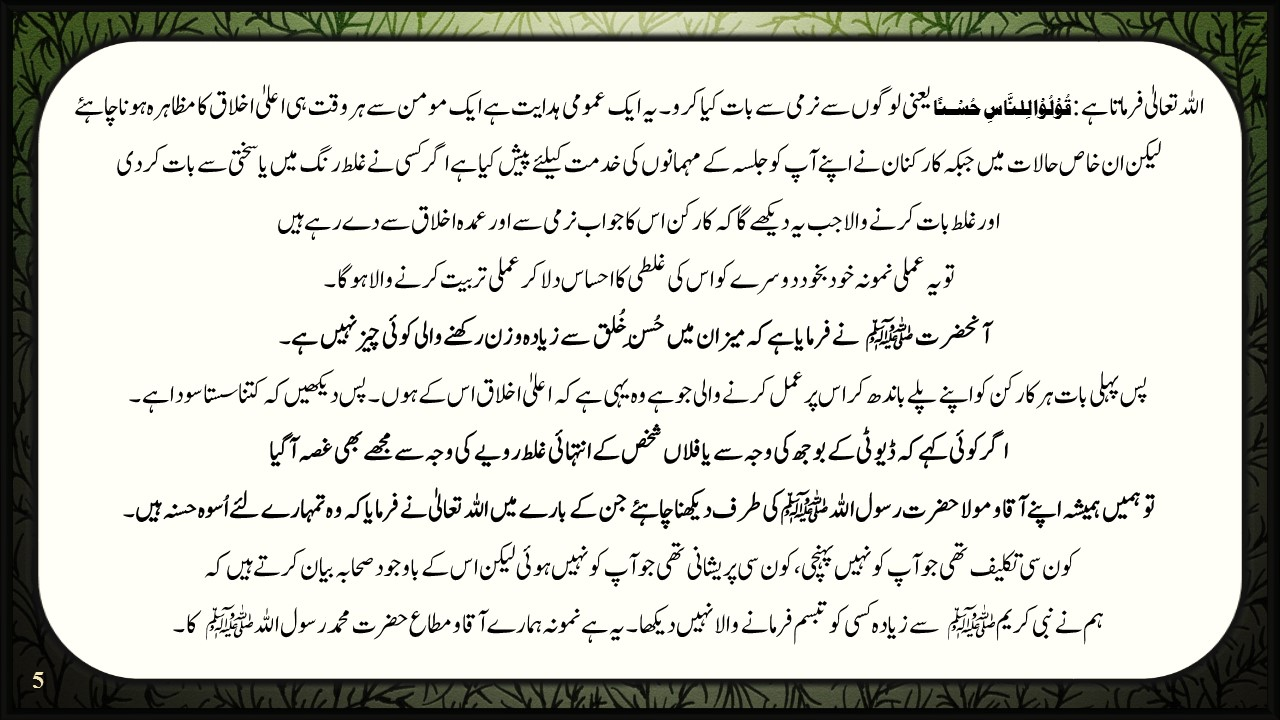 اللہ تعالیٰ فرماتا ہے: قُوْلُوْا لِلنَّاسِ حُسْنًا یعنی لوگوں سے نرمی سے بات کیا کرو۔ یہ ایک عمومی ہدایت ہے ایک مومن سے ہر وقت ہی اعلیٰ اخلاق کا مظاہرہ ہونا چاہئے
لیکن ان خاص حالات میں جبکہ کارکنان نے اپنے آپ کو جلسہ کے مہمانوں کی خدمت کیلئے پیش کیا ہے اگر کسی نے غلط رنگ میں یا سختی سے بات کر دی
اور غلط بات کرنے والا جب یہ دیکھے گا کہ کارکن اس کا جواب نرمی سے اور عمدہ اخلاق سے دے رہے ہیں
تو یہ عملی نمونہ خودبخود دوسرے کو اس کی غلطی کا احساس دلا کر عملی تربیت کرنے والا ہو گا۔
آنحضرت ﷺ نے فرمایا ہے کہ میزان میں حُسنِ خُلق سے زیادہ وزن رکھنے والی کوئی چیز نہیں ہے۔
پس پہلی بات ہر کارکن کو اپنے پلے باندھ کر اس پر عمل کرنے والی جو ہے وہ یہی ہے کہ اعلیٰ اخلاق اس کے ہوں۔ پس دیکھیں کہ کتنا سستا سودا ہے۔
اگر کوئی کہے کہ ڈیوٹی کے بوجھ کی وجہ سے یا فلاں شخص کے انتہائی غلط رویے کی وجہ سے مجھے بھی غصہ آگیا
تو ہمیں ہمیشہ اپنے آقا و مولا حضرت رسول اللہ ﷺ کی طرف دیکھنا چاہئے جن کے بارے میں اللہ تعالیٰ نے فرمایا کہ وہ تمہارے لئے اُسوہ حسنہ ہیں۔
کون سی تکلیف تھی جو آپ کو نہیں پہنچی، کون سی پریشانی تھی جو آپ کو نہیں ہوئی لیکن اس کے باوجود صحابہ بیان کرتے ہیں کہ
ہم نے نبی کریم ﷺ سے زیادہ کسی کو تبسم فرمانے والا نہیں دیکھا۔ یہ ہے نمونہ ہمارے آقا و مطاع حضرت محمد رسول اللہ ﷺ کا۔
5